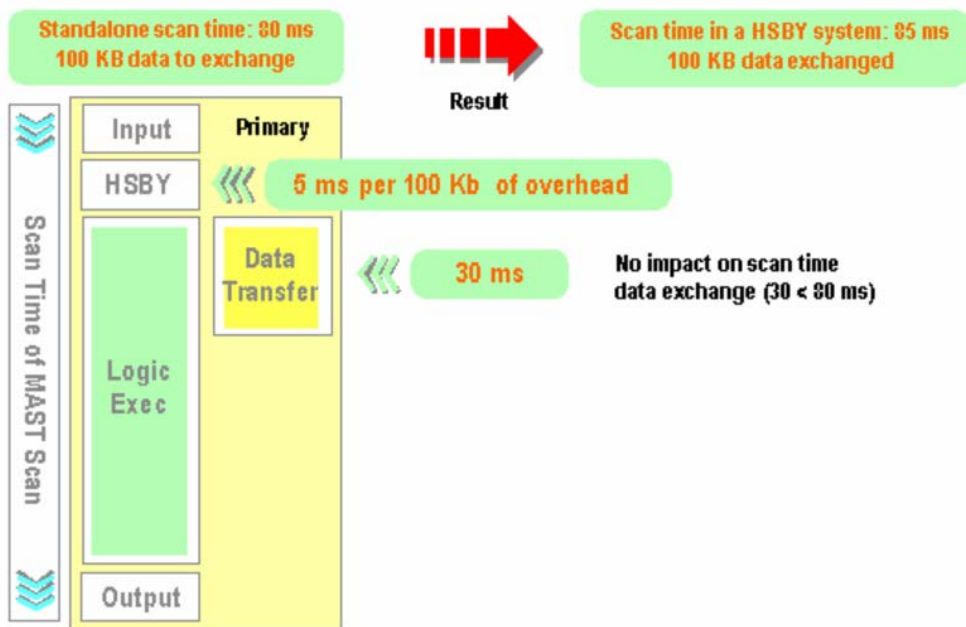 Standalone scan time: 80 ms
100 KB data to exchange
Result
Scan time in a HSBY system: 85 ms
100 KB data exchanged
Scan Time of MAST Scan
Input
Primary
HSBY
5 ms per 100 Kb of overhead
Data
Transfer
30 ms
No impact on scan time
data exchange (30 < 80 ms)
Logic
Exec
Output